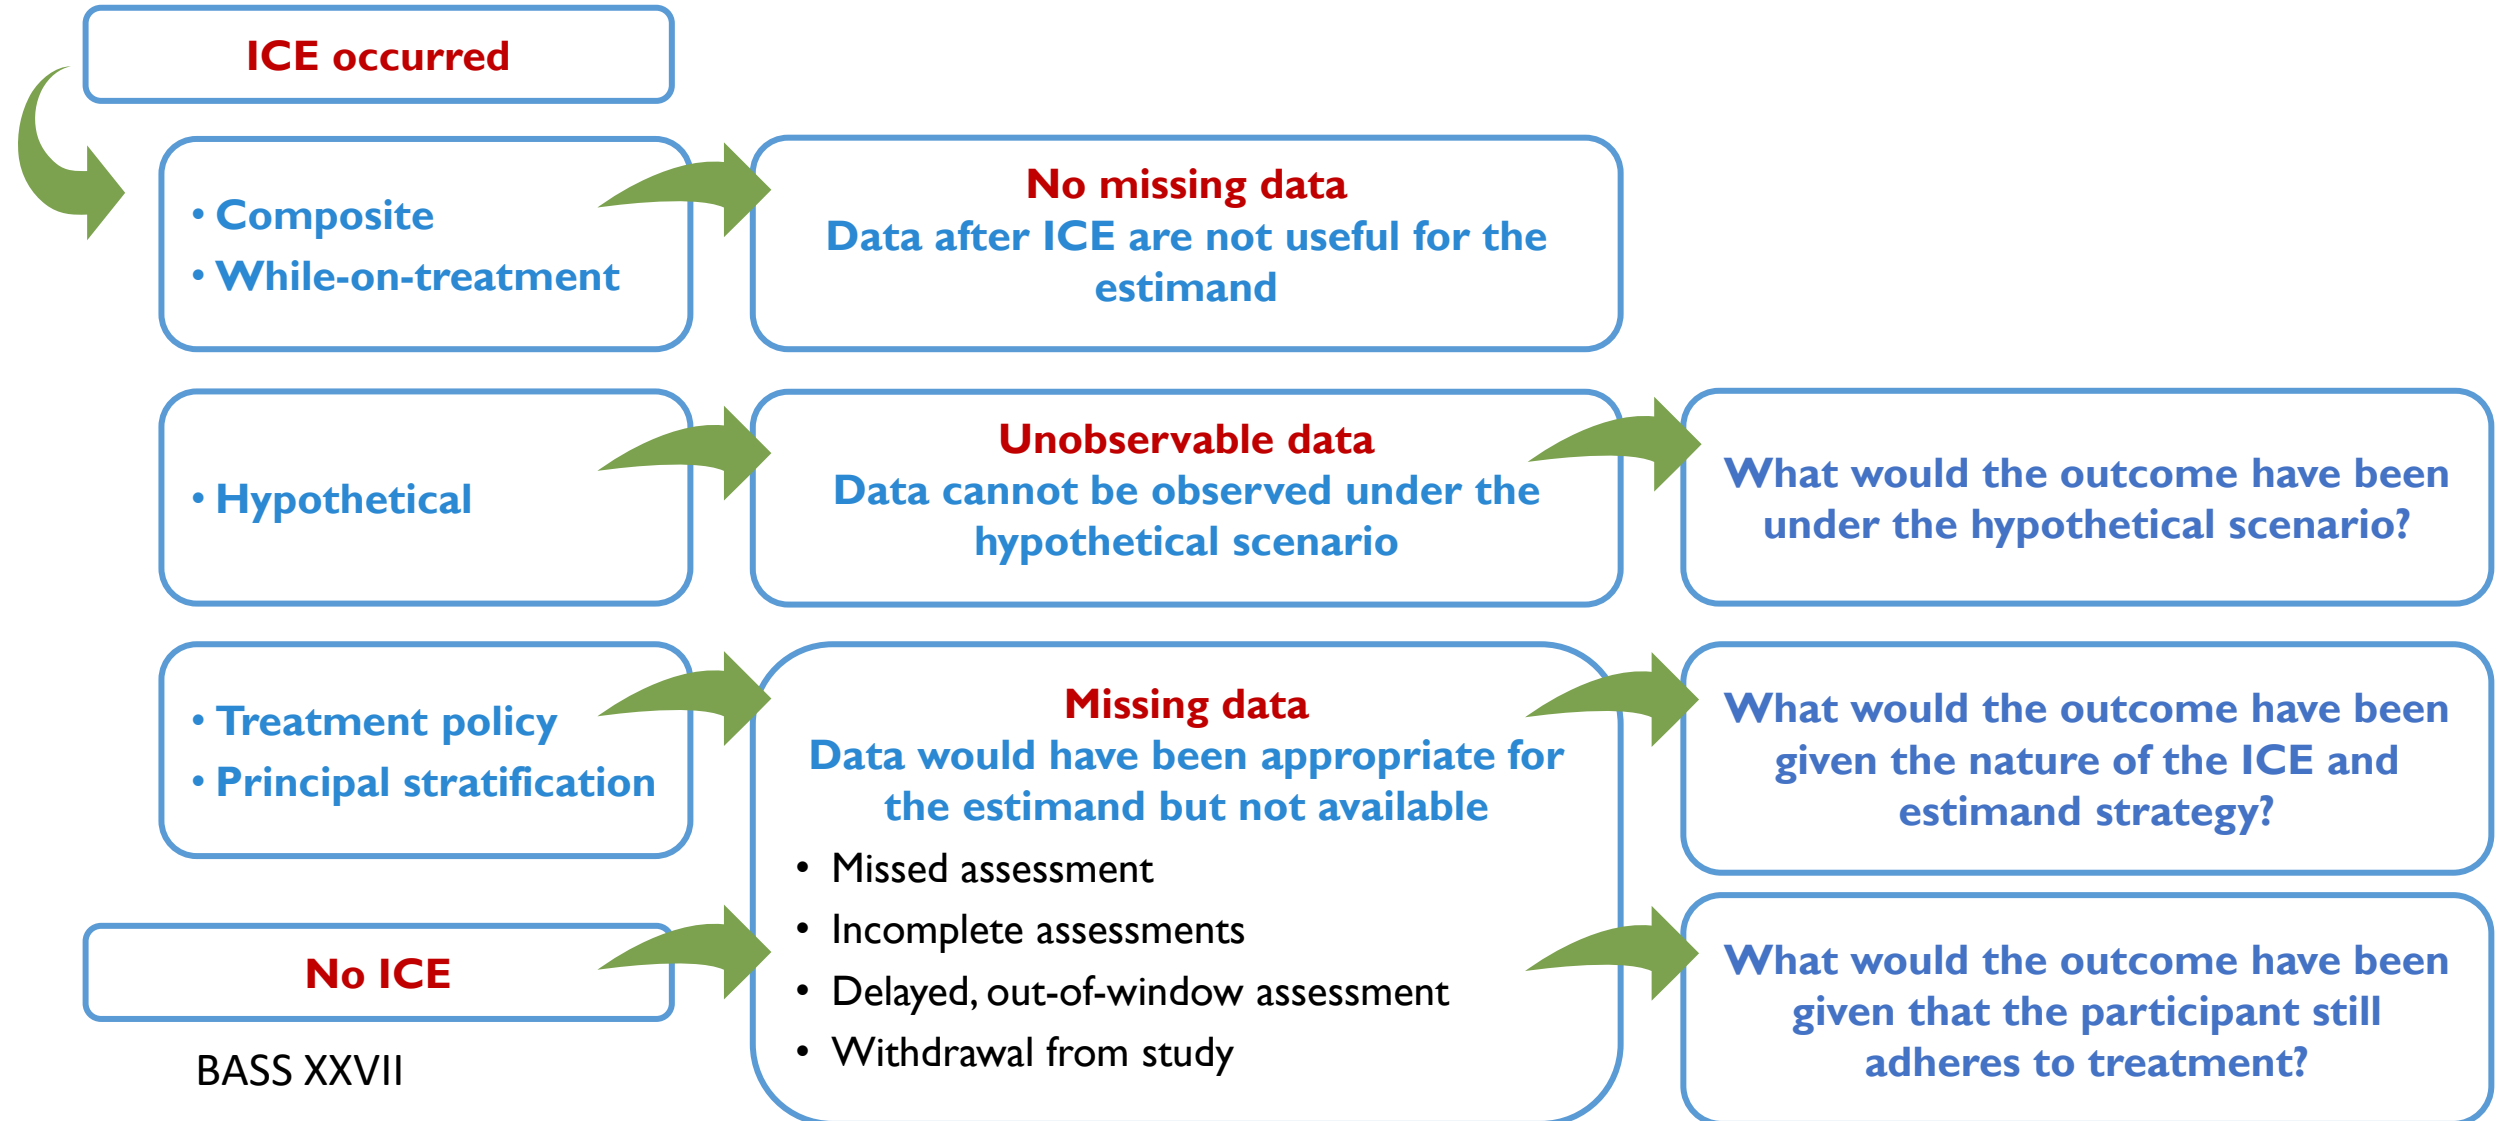 ICE occurred
• Composite
• While-on-treatment
No missing data
Data after ICE are not useful for the
estimand
• Hypothetical
Unobservable data
Data cannot be observed under the
hypothetical scenario
What would the outcome have been
under the hypothetical scenario?
• Treatment policy
• Principal stratification
Missing data
Data would have been appropriate for
the estimand but not available
• Missed assessment
• Incomplete assessments
• Delayed, out-of-window assessment
• Withdrawal from study
What would the outcome have been
given the nature of the ICE and
estimand strategy?
No ICE
What would the outcome have been
given that the participant still
adheres to treatment?
BASS XXVII